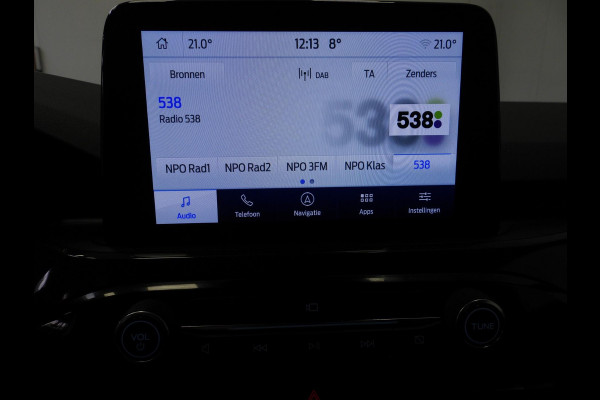 21.0° 12:13 8° 21.0°
Bronnen DAB TA Zenders
538
Radio 538
538
538
NPO Rad1 NPO Rad2 NPO 3FM NPO Klas 538
Audio Telefoon Navigatie Apps Instellingen
VOL TUNE